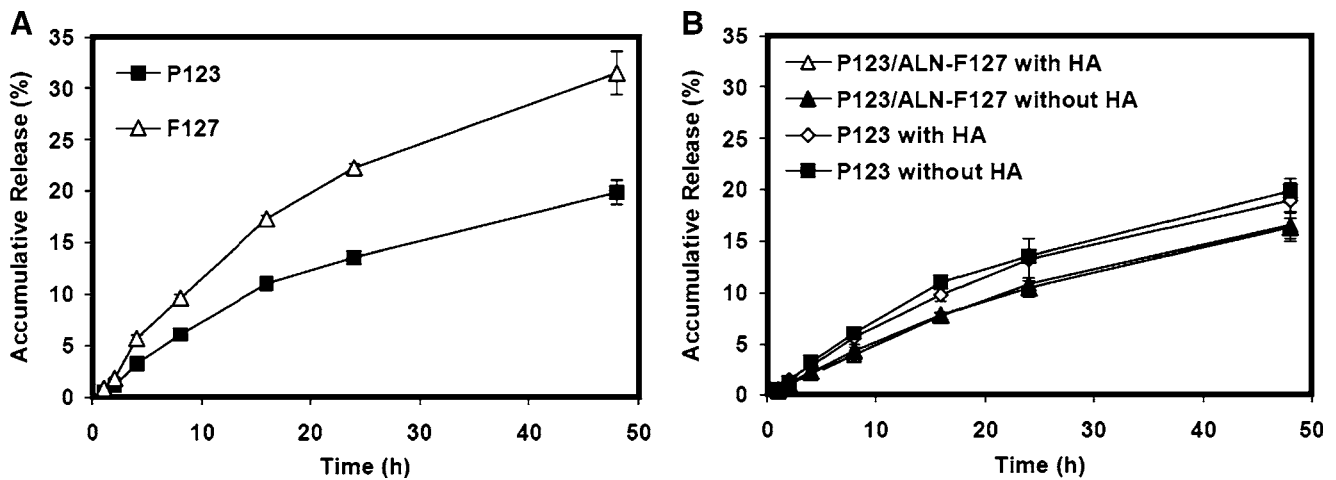 A
Accumulative Release (%)
35
30
25
20
15
10
5
0
P123
F127
0 10 20 30 40 50
Time (h)
B
Accumulative Release (%)
35
30
25
20
15
10
5
0
P123/ALN-F127 with HA
P123/ALN-F127 without HA
P123 with HA
P123 without HA
0 10 20 30 40 50
Time (h)